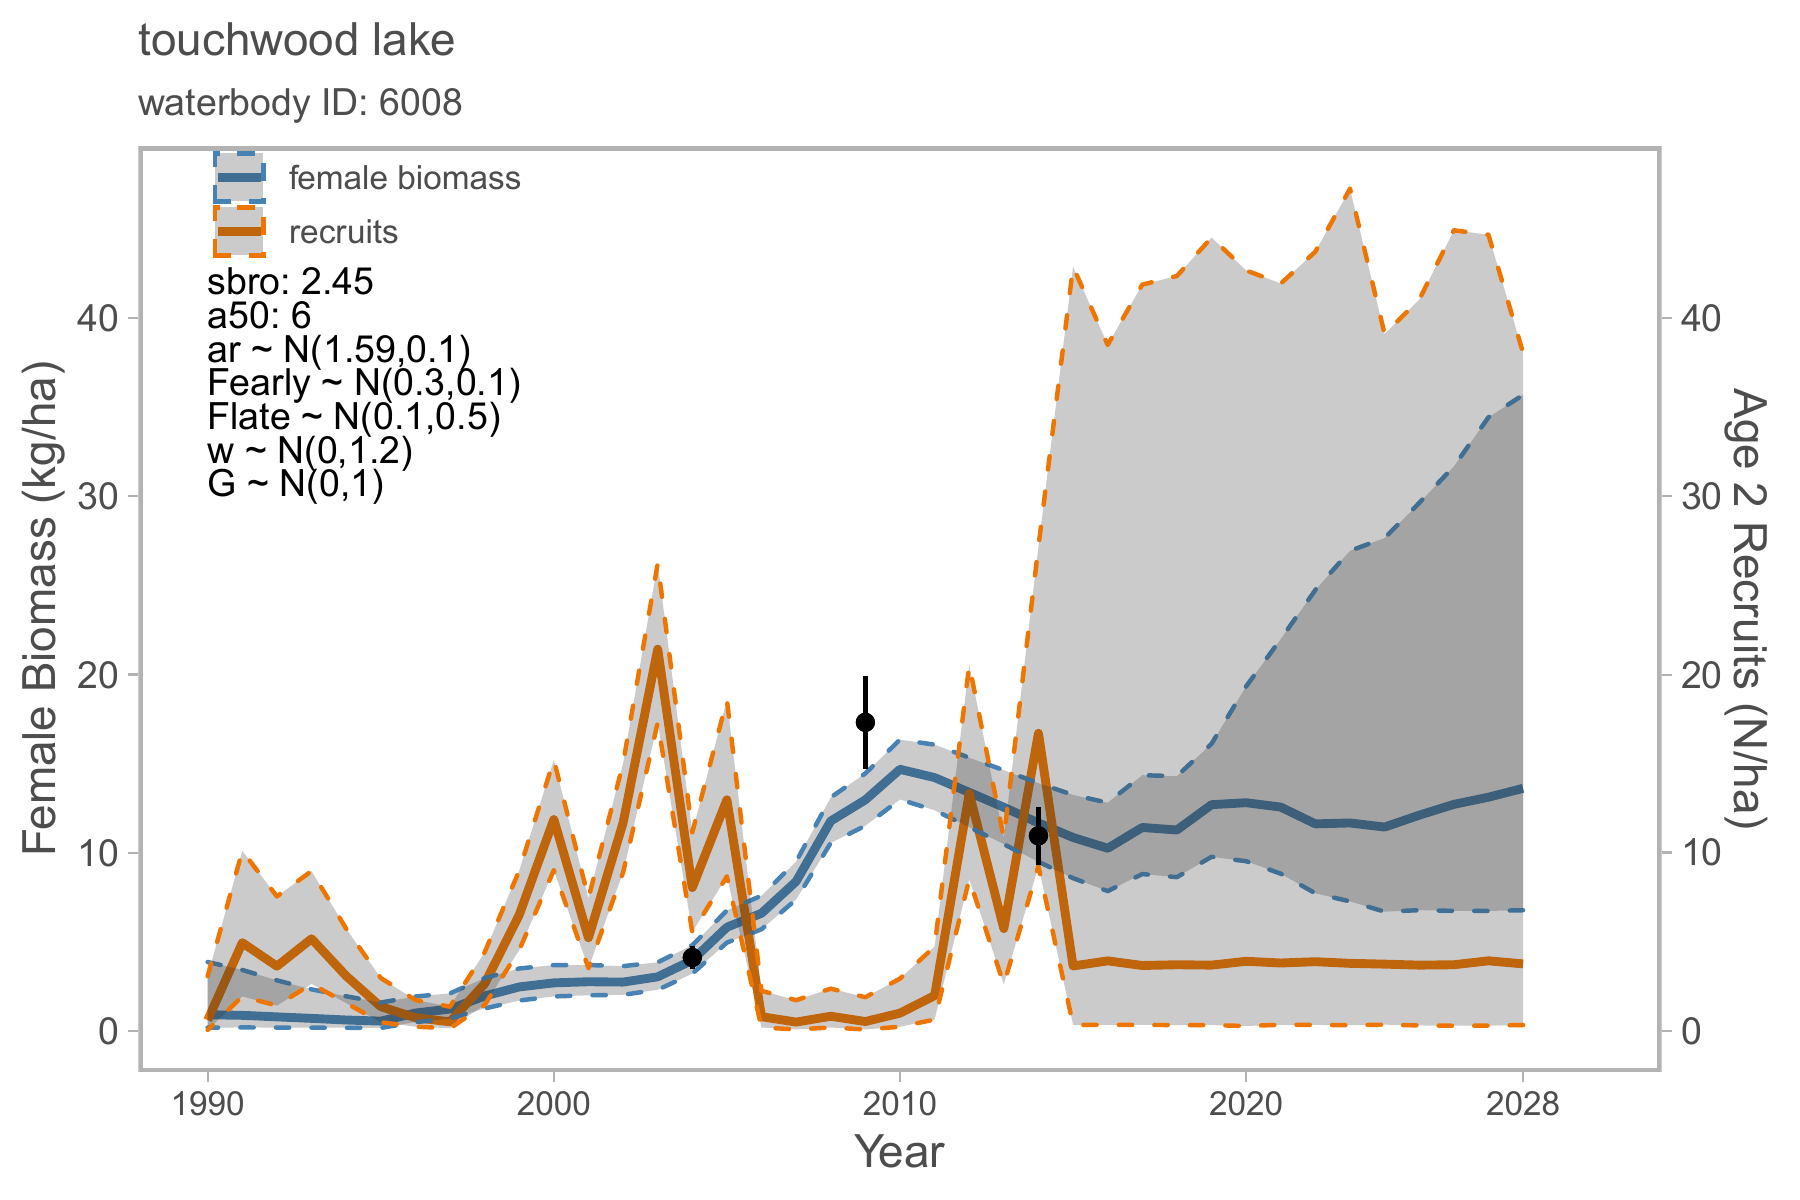 touchwood lake
waterbody ID: 6008
female biomass
recruits
sbro: 2.45
a50: 6
ar ~ N(1.59,0.1)
Fearly ~ N(0.3,0.1)
Flate ~ N(0.1,0.5)
w ~ N(0,1.2)
G ~ N(0,1)
Female Biomass (kg/ha)
40
30
20
10
0
40
30
20
10
0
Age 2 Recruits (N/ha)
1990
2000
2010
2020
2028
Year